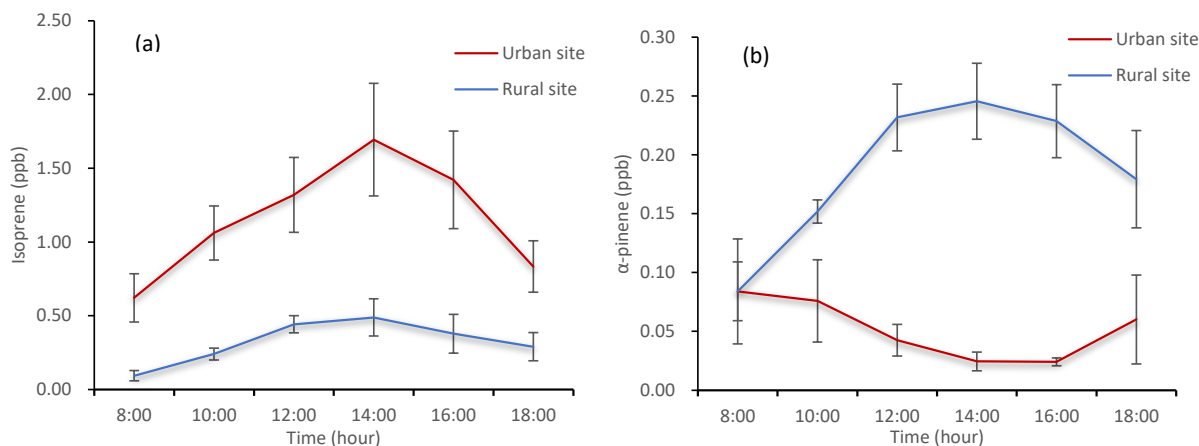 (a)
Urban site
Rural site
Isoprene (ppb)
2.50
2.00
1.50
1.00
0.50
0.00
8:00 10:00 12:00 14:00 16:00 18:00
Time (hour)
(b)
Urban site
Rural site
α-pinene (ppb)
0.30
0.25
0.20
0.15
0.10
0.05
0.00
8:00 10:00 12:00 14:00 16:00 18:00
Time (hour)